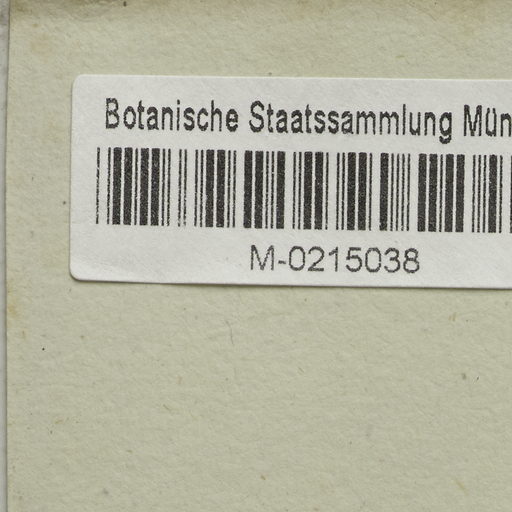 Botanische Staatssammlung Mün
M-0215038